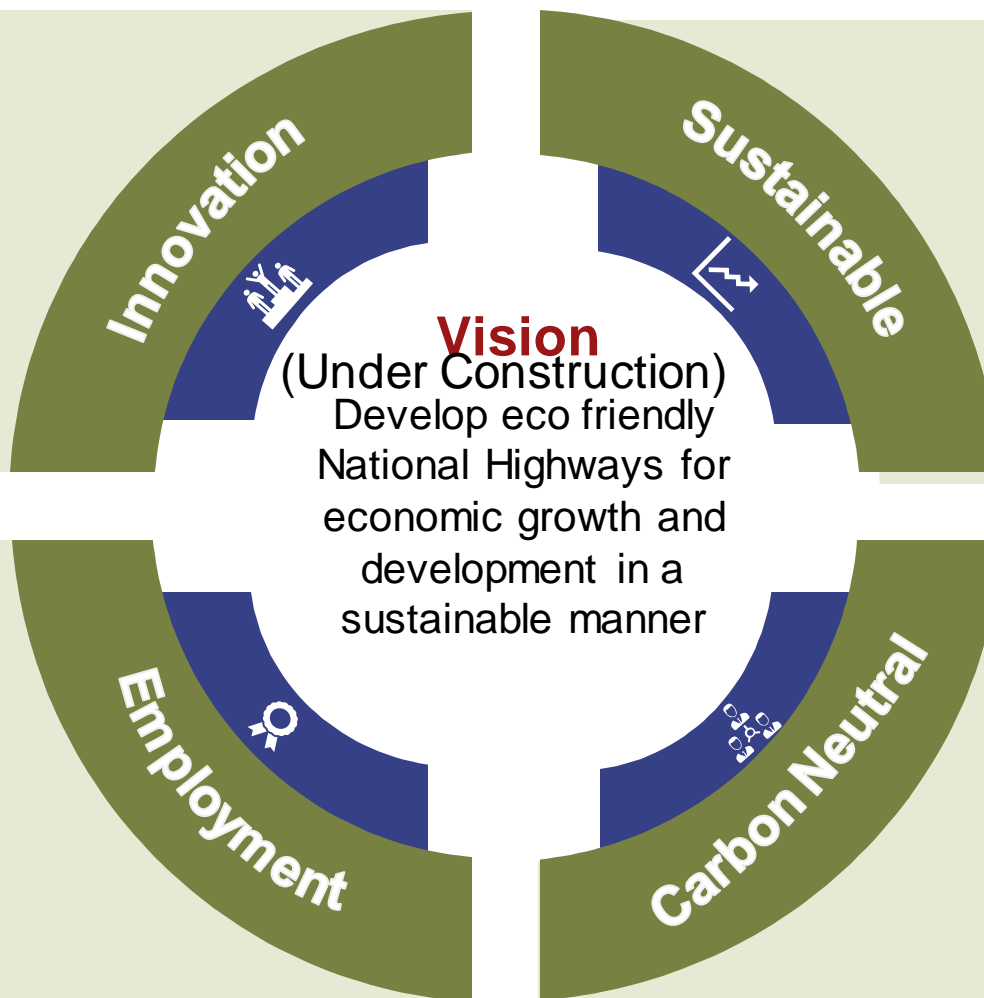 Innovation
Sustainable
Vision
(Under Construction)
Develop eco friendly
National Highways for
economic growth and
development in a
sustainable manner
Employment
Carbon Neutral